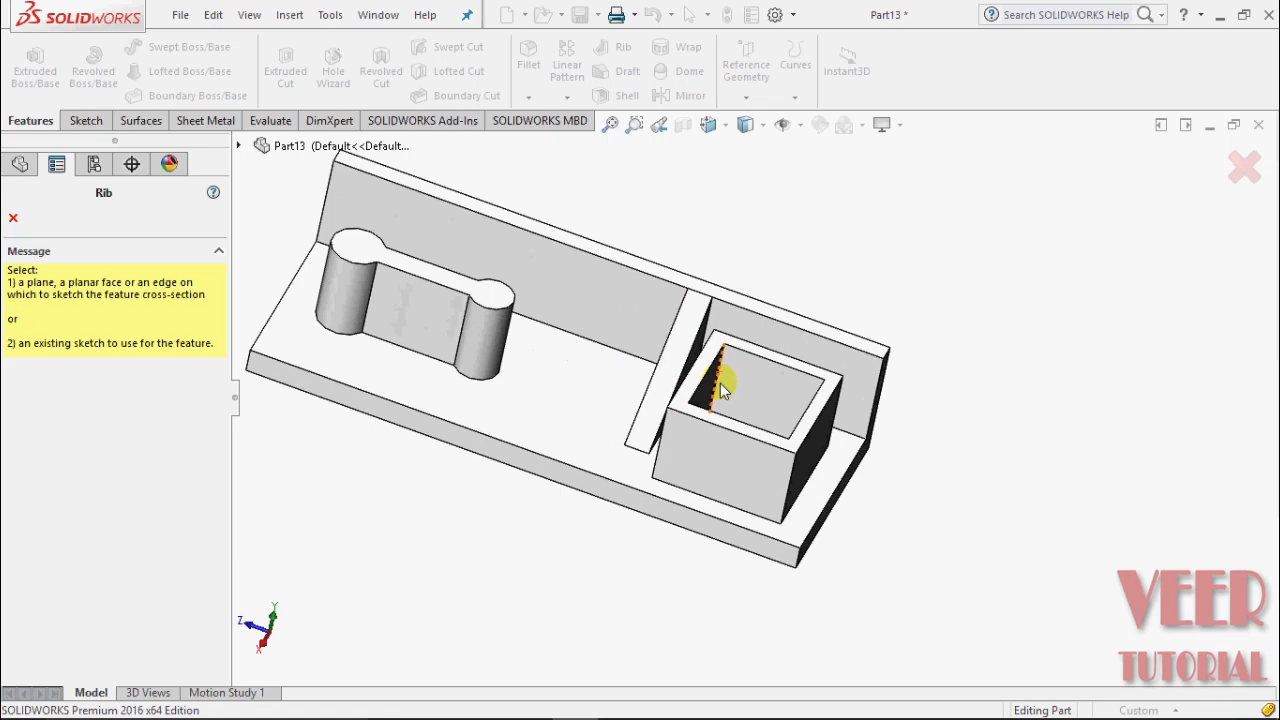 SOLIDWORKS File Edit View Insert Tools Window Help Part13 * Search SOLIDWORKS Help ?
Extruded Boss/Base Revolved Boss/Base Swept Boss/Base Lofted Boss/Base Boundary Boss/Base Extruded Cut Hole Wizard Revolved Cut Swept Cut Lofted Cut Boundary Cut Fillet Linear Pattern Rib Draft Shell Wrap Dome Mirror Reference Geometry Curves Instant3D
Features Sketch Surfaces Sheet Metal Evaluate DimXpert SOLIDWORKS Add-Ins SOLIDWORKS MBD
Part13 (Default<<Default...
Rib
Message
Select:
1) a plane, a planar face or an edge on
which to sketch the feature cross-section
or
2) an existing sketch to use for the feature.
Y
Z
X
VEER
TUTORIAL
Model 3D Views Motion Study 1
SOLIDWORKS Premium 2016 x64 Edition Editing Part Custom